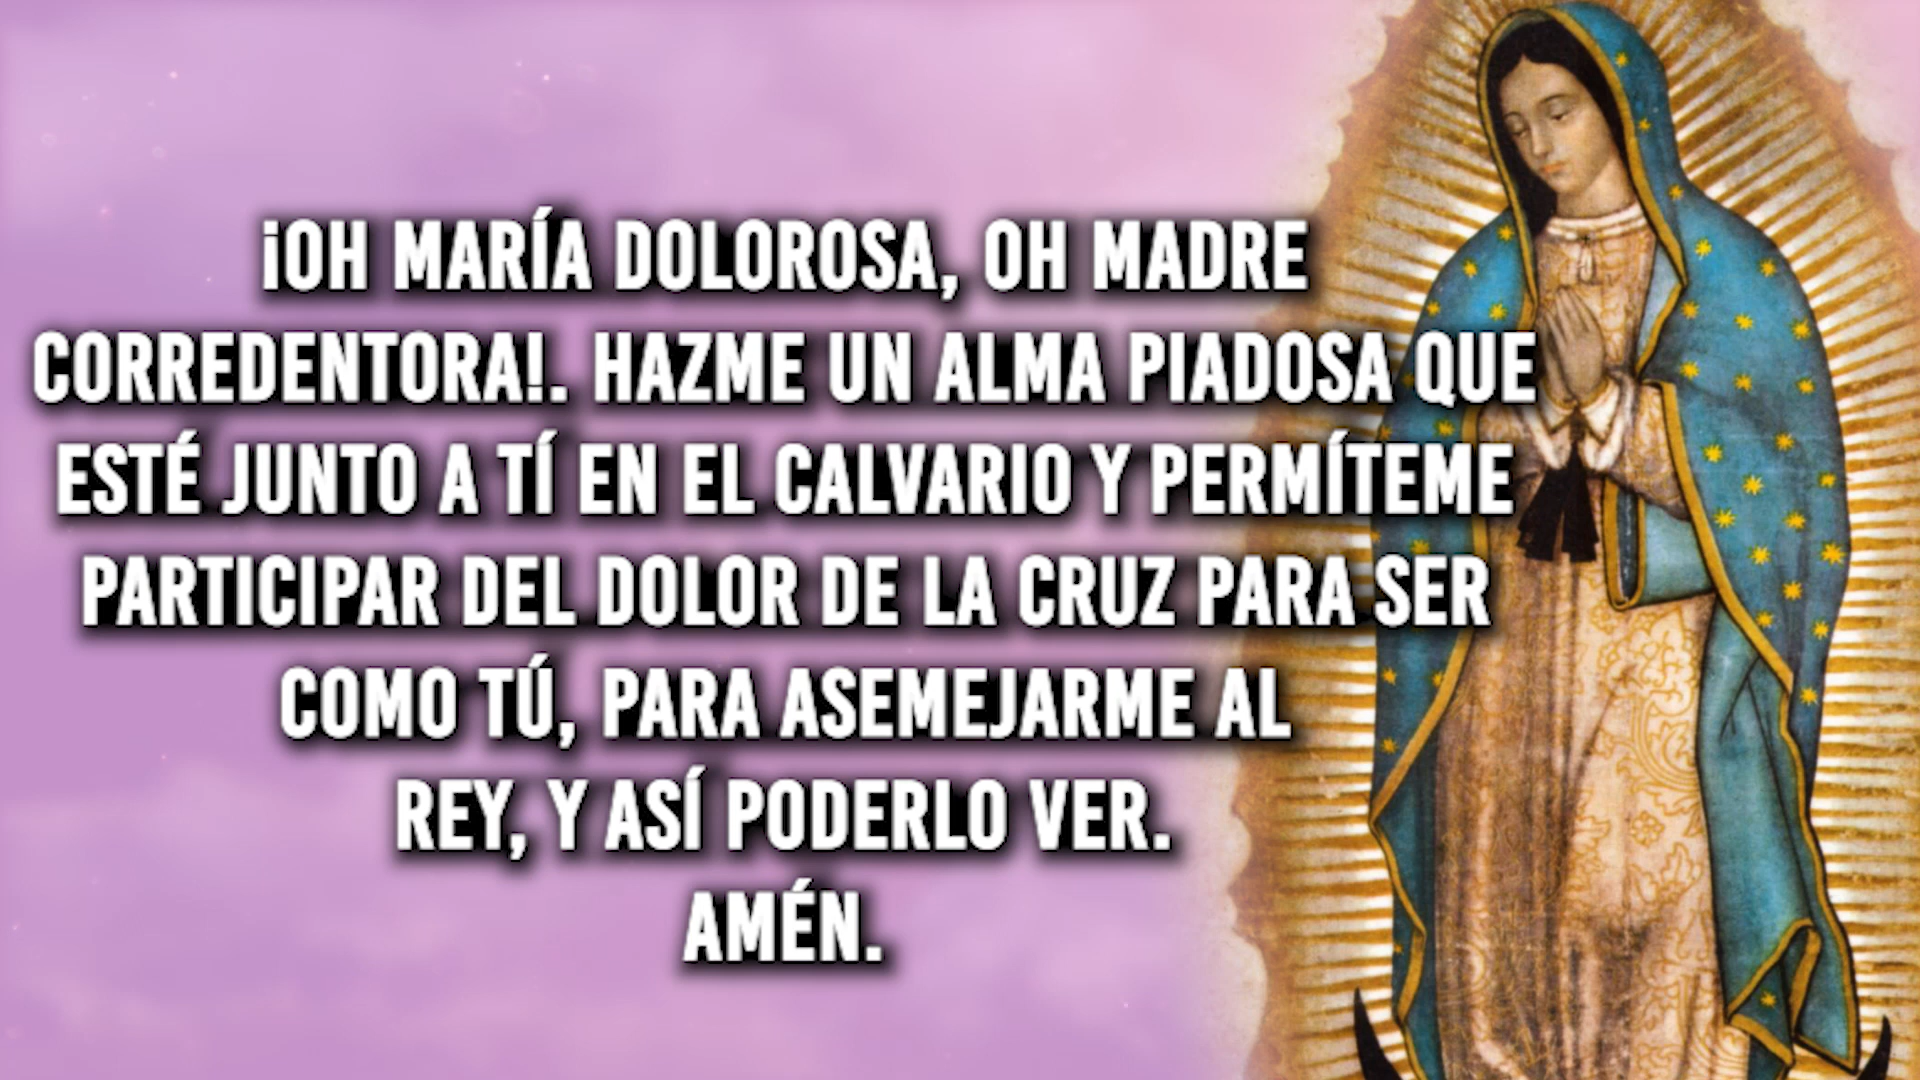 ¡OH MARÍA DOLOROSA, OH MADRE
CORREDENTORA!. HAZME UN ALMA PIADOSA QUE
ESTÉ JUNTO A TÍ EN EL CALVARIO Y PERMÍTEME
PARTICIPAR DEL DOLOR DE LA CRUZ PARA SER
COMO TÚ, PARA ASEMEJARME AL
REY, Y ASÍ PODERLO VER.
AMÉN.